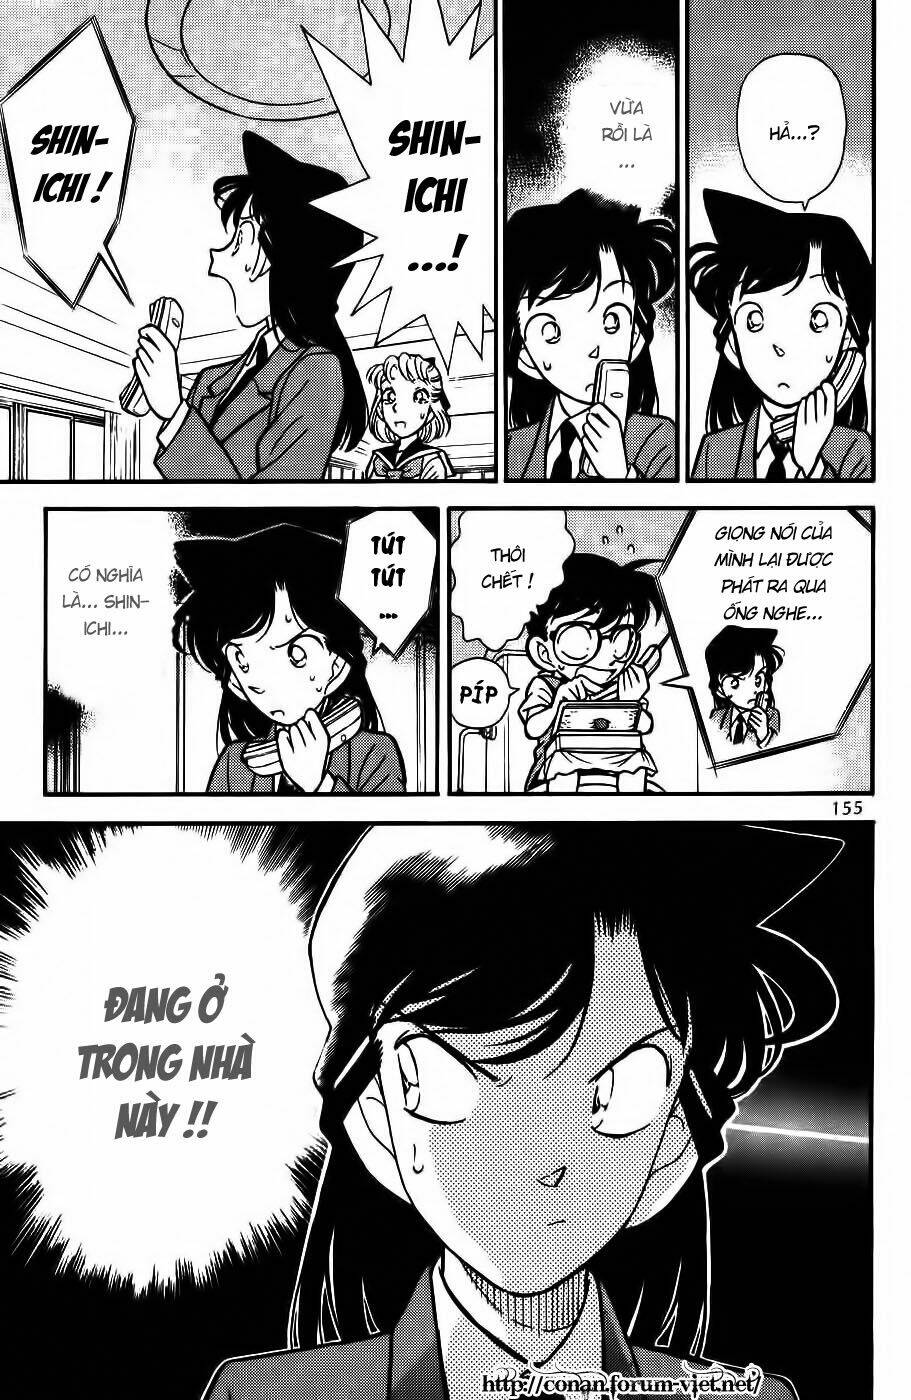 HẢ...?
VỪA
RỒI LÀ
...
SHIN-
ICHI
....!
SHIN-
ICHI !
GIỌNG NÓI CỦA
MÌNH LẠI ĐƯỢC
PHÁT RA QUA
ỐNG NGHE...
THÔI
CHẾT !
PÍP
TÚT
TÚT
...
CÓ NGHĨA
LÀ... SHIN-
ICHI...
155
ĐANG Ở
TRONG NHÀ
NÀY !!
http://conan.forum-viet.net/